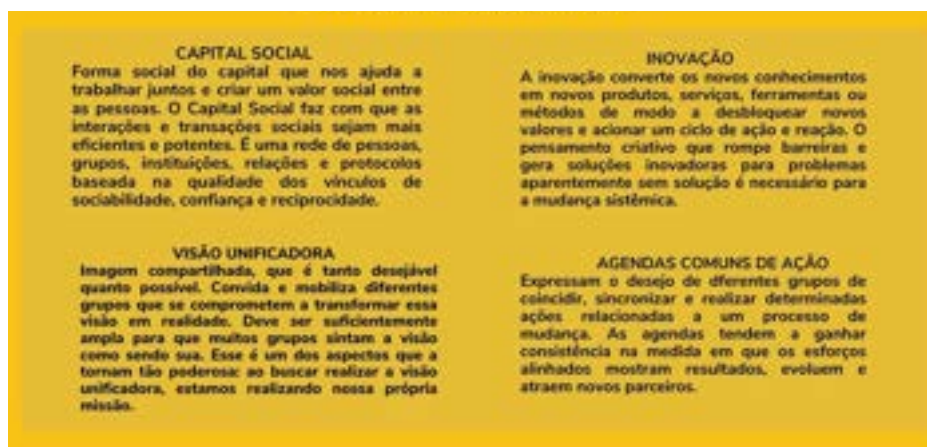 CAPITAL SOCIAL
Forma social do capital que nos ajuda a
trabalhar juntos e criar um valor social entre
as pessoas. O Capital Social faz com que as
interações e transações sociais sejam mais
eficientes e potentes. É uma rede de pessoas,
grupos, instituições, relações e protocolos
baseada na qualidade dos vínculos de
sociabilidade, confiança e reciprocidade.
VISÃO UNIFICADORA
Imagem compartilhada, que é tanto desejável
quanto possível. Convida e mobiliza diferentes
grupos que se comprometem a transformar essa
visão em realidade. Deve ser suficientemente
ampla para que muitos grupos sintam a visão
como sendo sua. Esse é um dos aspectos que a
tornam tão poderosa: ao buscar realizar a visão
unificadora, estamos realizando nossa própria
missão.
INOVAÇÃO
A inovação converte os novos conhecimentos
em novos produtos, serviços, ferramentas ou
métodos de modo a desbloquear novos
valores e acionar um ciclo de ação e reação. O
pensamento criativo que rompe barreiras e
gera soluções inovadoras para problemas
aparentemente sem solução é necessário para
a mudança sistêmica.
AGENDAS COMUNS DE AÇÃO
Expressam o desejo de dferentes grupos de
coincidir, sincronizar e realizar determinadas
ações relacionadas a um processo de
mudança. As agendas tendem a ganhar
consistência na medida em que os esforços
alinhados mostram resultados, evoluem e
atraem novos parceiros.